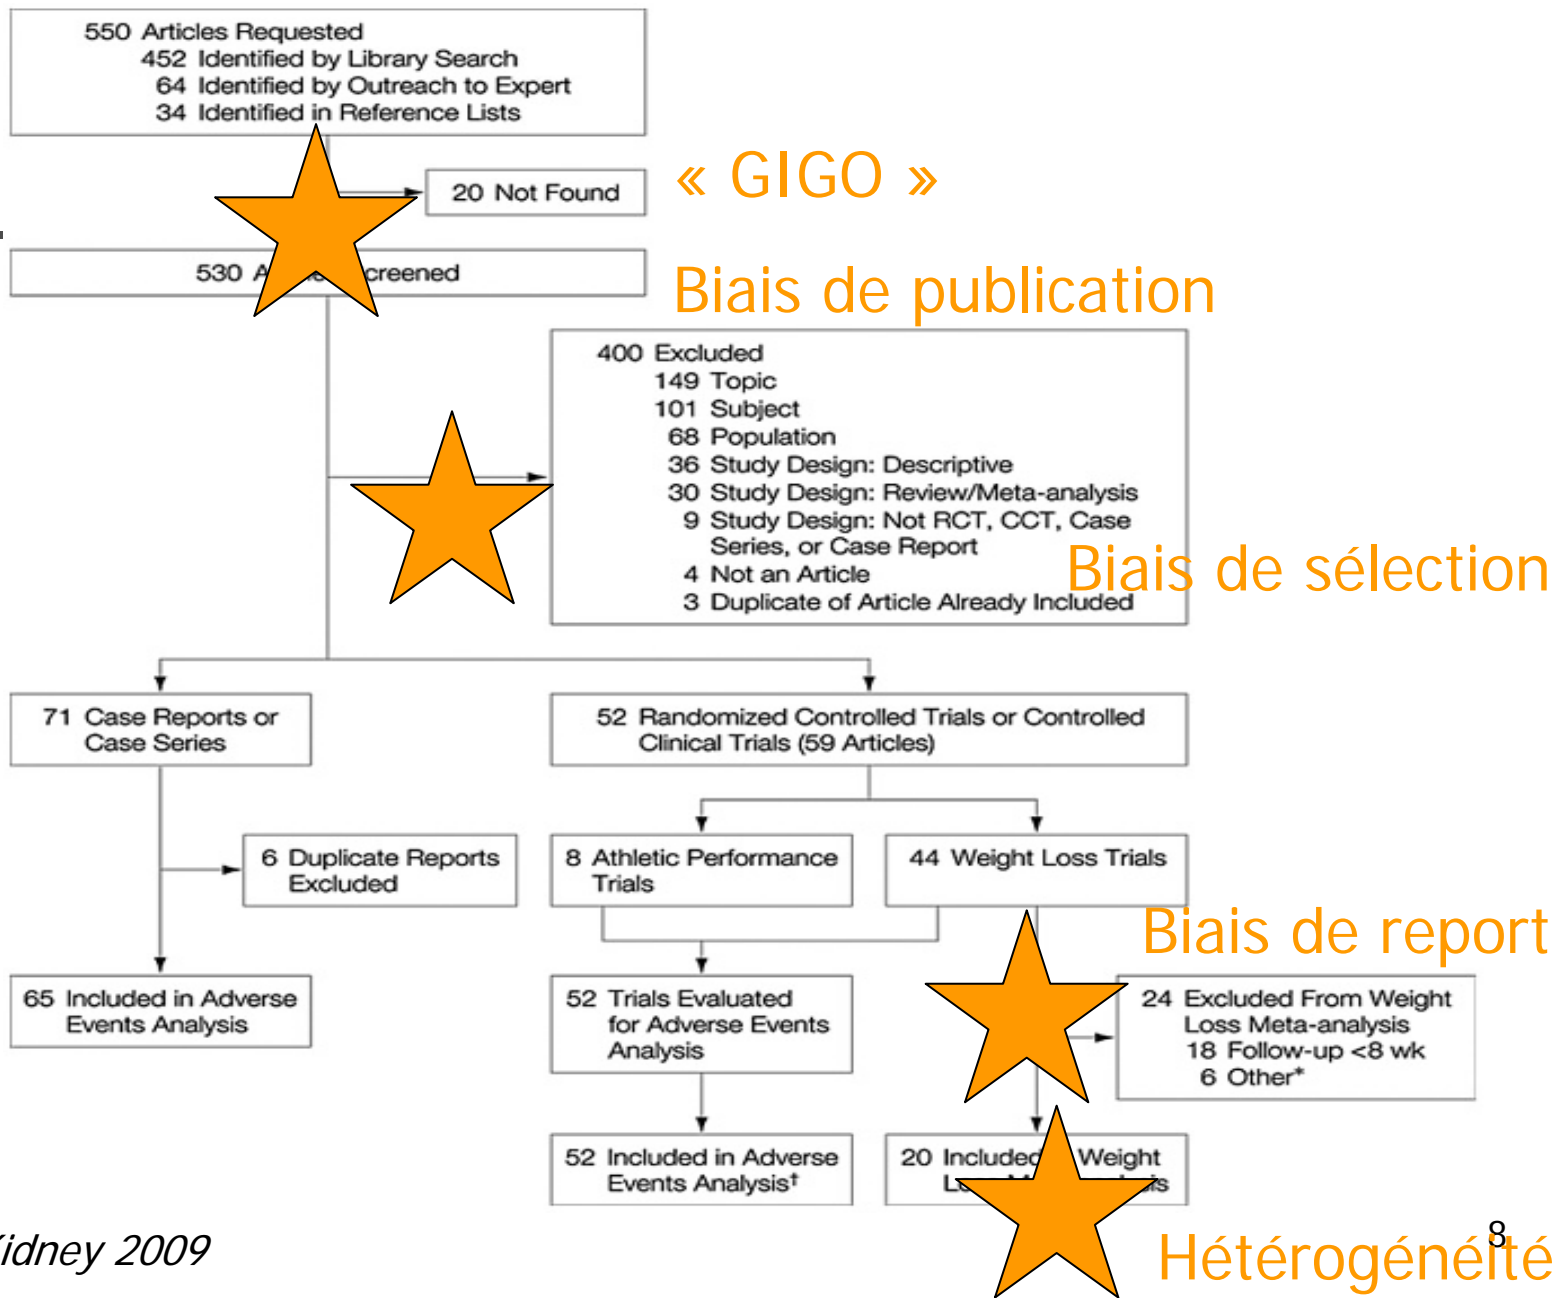 550 Articles Requested
452 Identified by Library Search
64 Identified by Outreach to Expert
34 Identified in Reference Lists
20 Not Found
« GIGO »
530 creened
Biais de publication
400 Excluded
149 Topic
101 Subject
68 Population
36 Study Design: Descriptive
30 Study Design: Review/Meta-analysis
9 Study Design: Not RCT, CCT, Case
Series, or Case Report
4 Not an Article
3 Duplicate of Article Already Included
Biais de sélection
71 Case Reports or
Case Series
52 Randomized Controlled Trials or Controlled
Clinical Trials (59 Articles)
6 Duplicate Reports
Excluded
8 Athletic Performance
Trials
44 Weight Loss Trials
Biais de report
65 Included in Adverse
Events Analysis
52 Trials Evaluated
for Adverse Events
Analysis
24 Excluded From Weight
Loss Meta-analysis
18 Follow-up <8 wk
6 Other*
52 Included in Adverse
Events Analysis†
20 Included Weight
Hétérogénéité
idney 2009
8